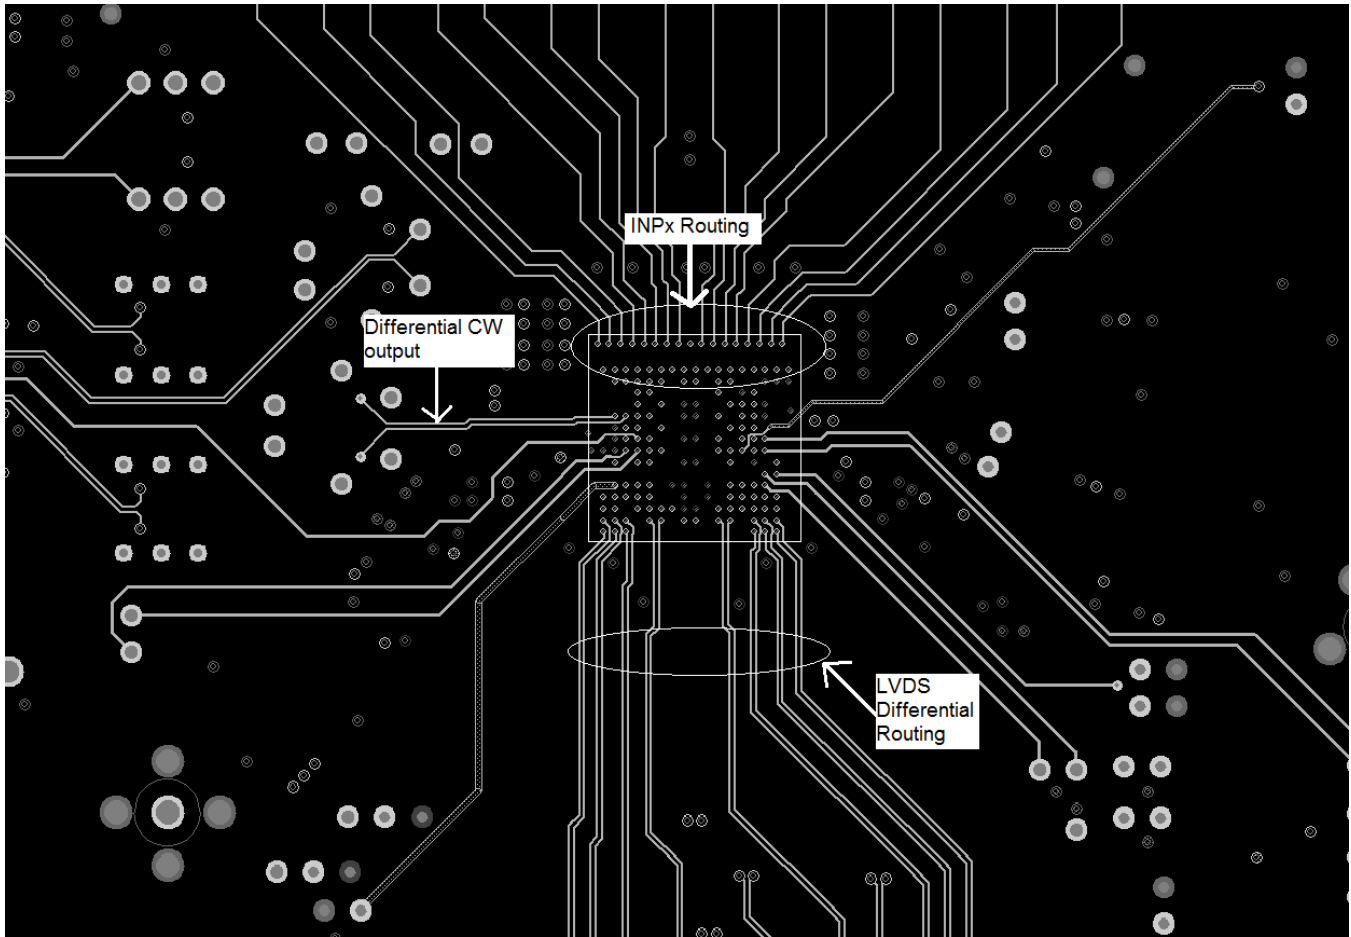 INPx Routing
Differential CW
output
LVDS
Differential
Routing